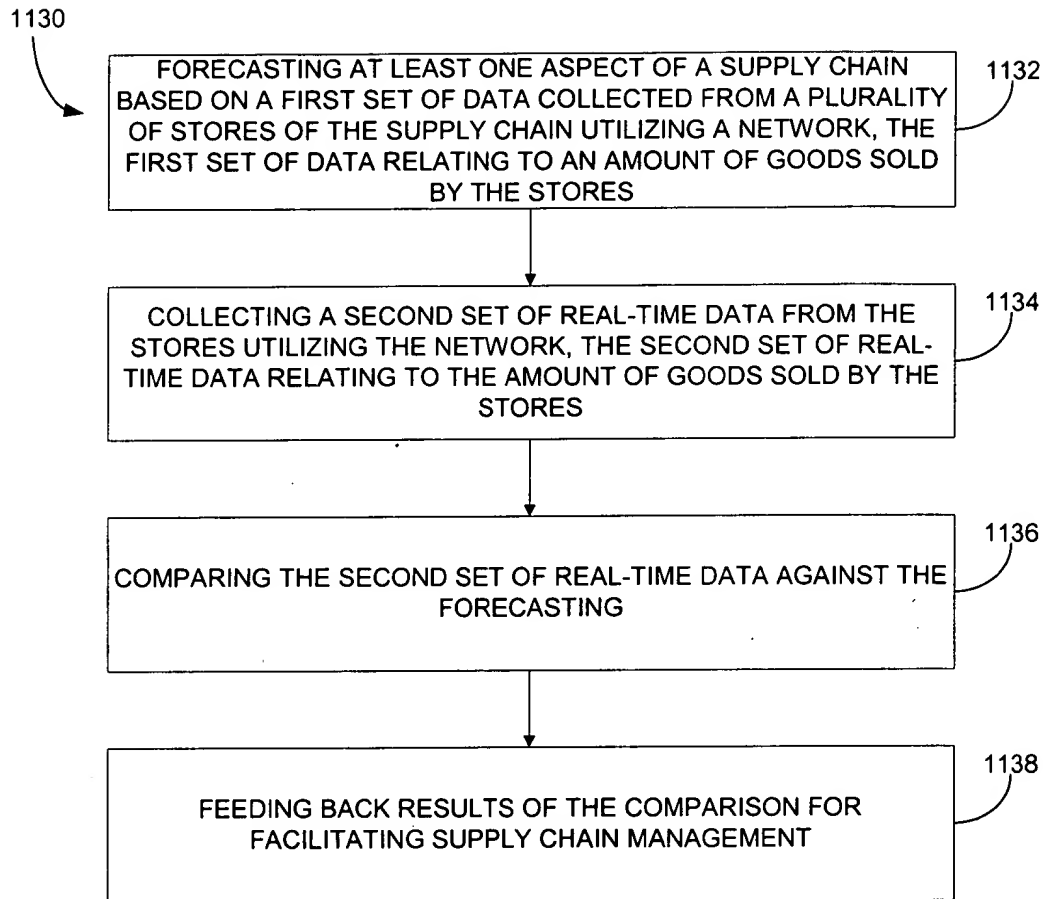 1130
FORECASTING AT LEAST ONE ASPECT OF A SUPPLY CHAIN
BASED ON A FIRST SET OF DATA COLLECTED FROM A PLURALITY
OF STORES OF THE SUPPLY CHAIN UTILIZING A NETWORK, THE
FIRST SET OF DATA RELATING TO AN AMOUNT OF GOODS SOLD
BY THE STORES
1132
COLLECTING A SECOND SET OF REAL-TIME DATA FROM THE
STORES UTILIZING THE NETWORK, THE SECOND SET OF REAL-
TIME DATA RELATING TO THE AMOUNT OF GOODS SOLD BY THE
STORES
1134
COMPARING THE SECOND SET OF REAL-TIME DATA AGAINST THE
FORECASTING
1136
FEEDING BACK RESULTS OF THE COMPARISON FOR
FACILITATING SUPPLY CHAIN MANAGEMENT
1138